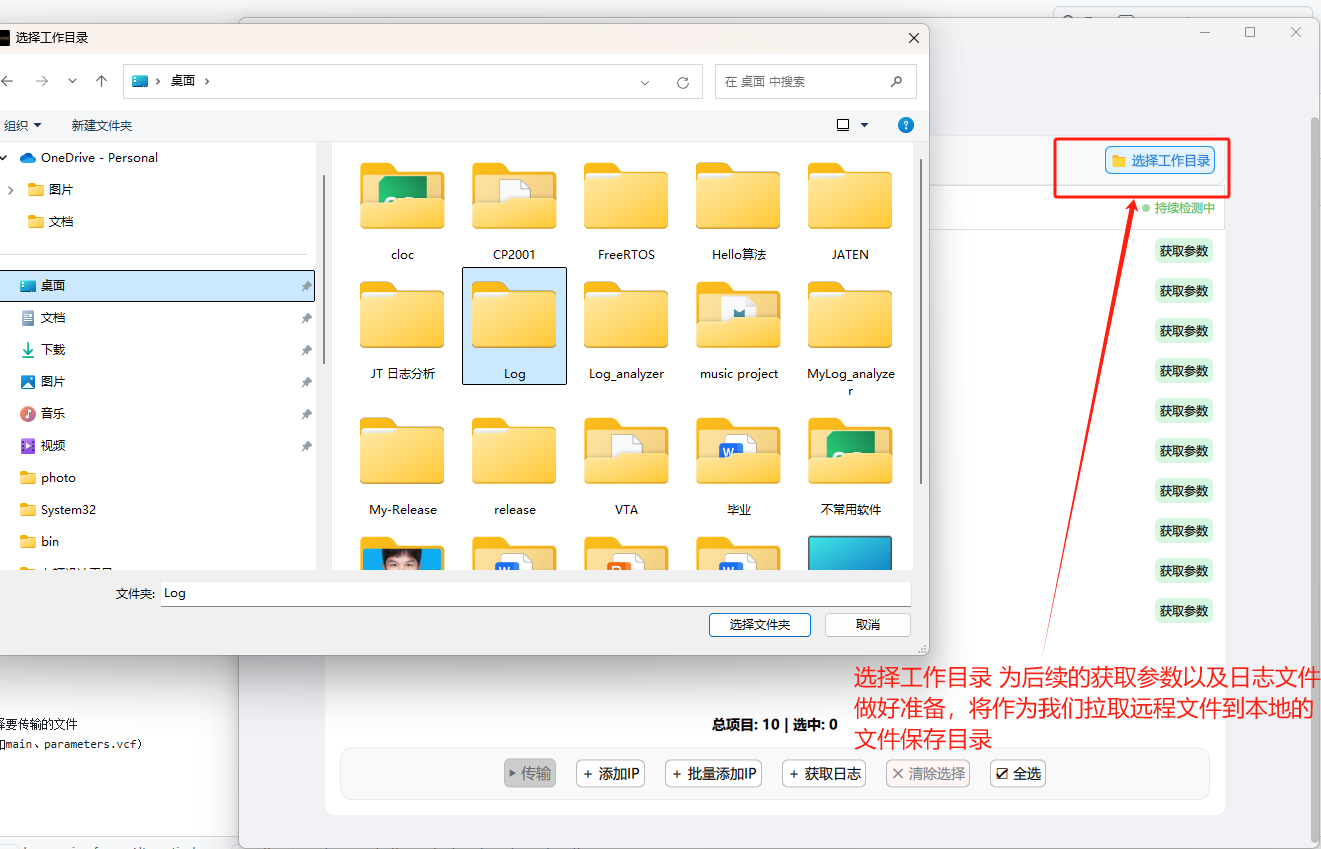 选择工作目录
桌面
在 桌面 中搜索
组织
新建文件夹
OneDrive - Personal
图片
文档
桌面
文档
下载
图片
音乐
视频
photo
System32
bin
cloc
CP2001
FreeRTOS
Hello算法
JATEN
JT 日志分析
Log
Log_analyzer
music project
MyLog_analyze
r
My-Release
release
VTA
毕业
不常用软件
文件夹:
Log
选择文件夹
取消
选择工作目录
持续检测中
获取参数
获取参数
获取参数
获取参数
获取参数
获取参数
获取参数
获取参数
获取参数
获取参数
选择工作目录 为后续的获取参数以及日志文件
做好准备，将作为我们拉取远程文件到本地的
文件保存目录
要传输的文件
main、parameters.vcf)
总项目: 10 | 选中: 0
传输
+ 添加IP
+ 批量添加IP
+ 获取日志
清除选择
全选